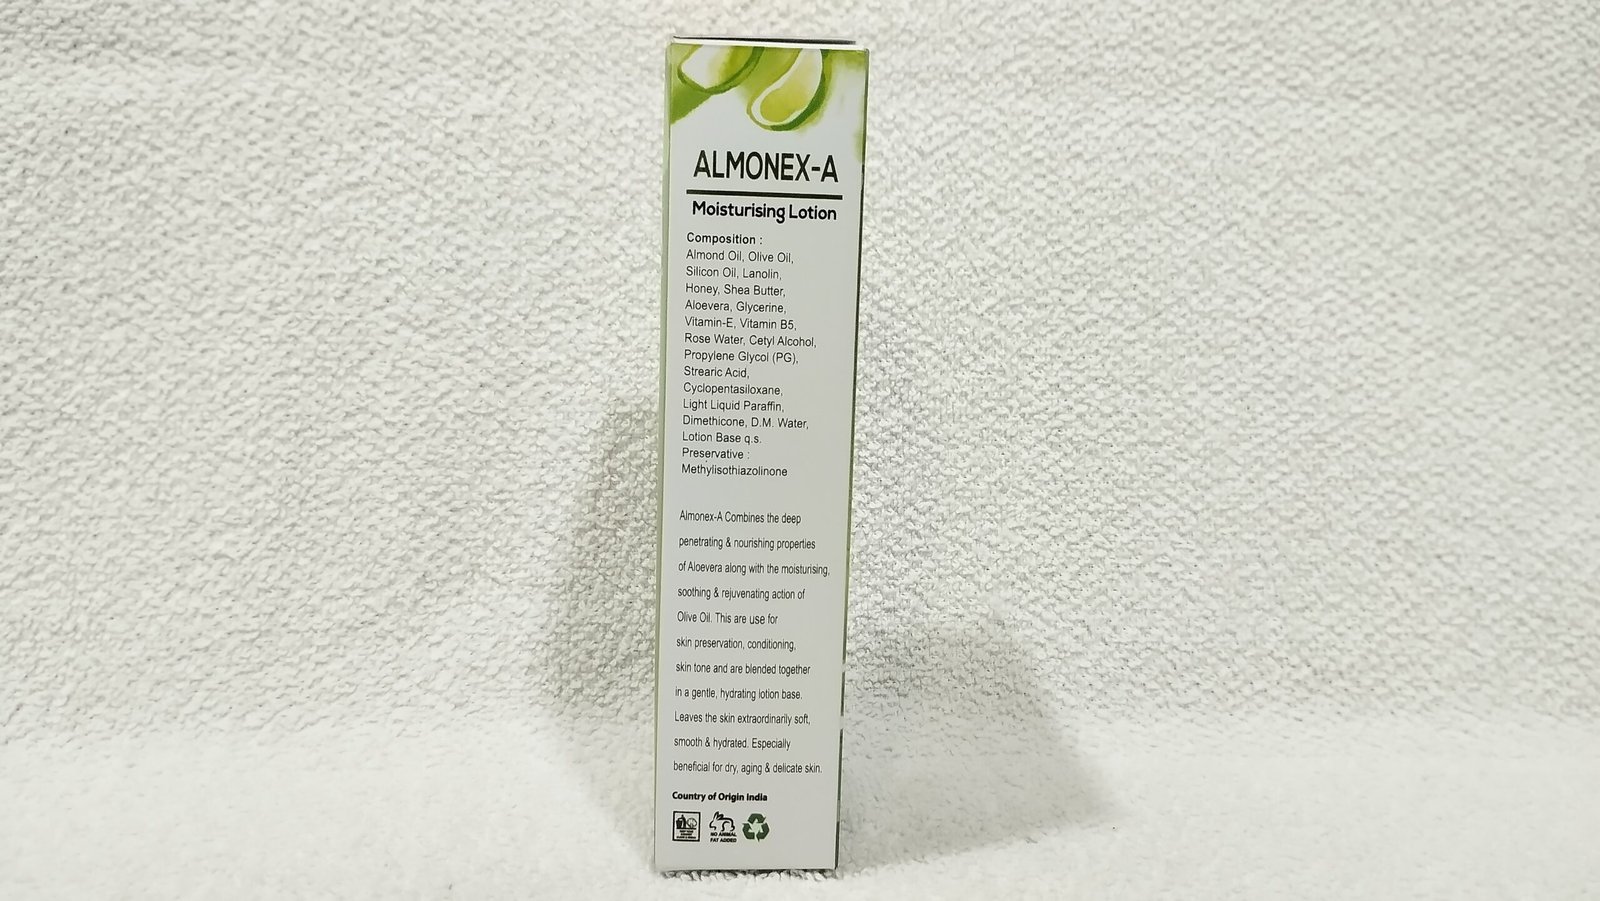 ALMONEX-A
Moisturising Lotion
Composition :
Almond Oil, Olive Oil,
Silicon Oil, Lanolin,
Honey, Shea Butter,
Aloevera, Glycerine,
Vitamin-E, Vitamin B5,
Rose Water, Cetyl Alcohol,
Propylene Glycol (PG),
Strearic Acid,
Cyclopentasiloxane,
Light Liquid Paraffin,
Dimethicone, D.M. Water,
Lotion Base q.s.
Preservative :
Methylisothiazolinone
Almonex-A Combines the deep
penetrating & nourishing properties
of Aloevera along with the moisturising,
soothing & rejuvenating action of
Olive Oil. This are use for
skin preservation, conditioning,
skin tone and are blended together
in a gentle, hydrating lotion base.
Leaves the skin extraordinarily soft,
smooth & hydrated. Especially
beneficial for dry, aging & delicate skin.
Country of Origin India
NO ANIMAL
FAT ADDED